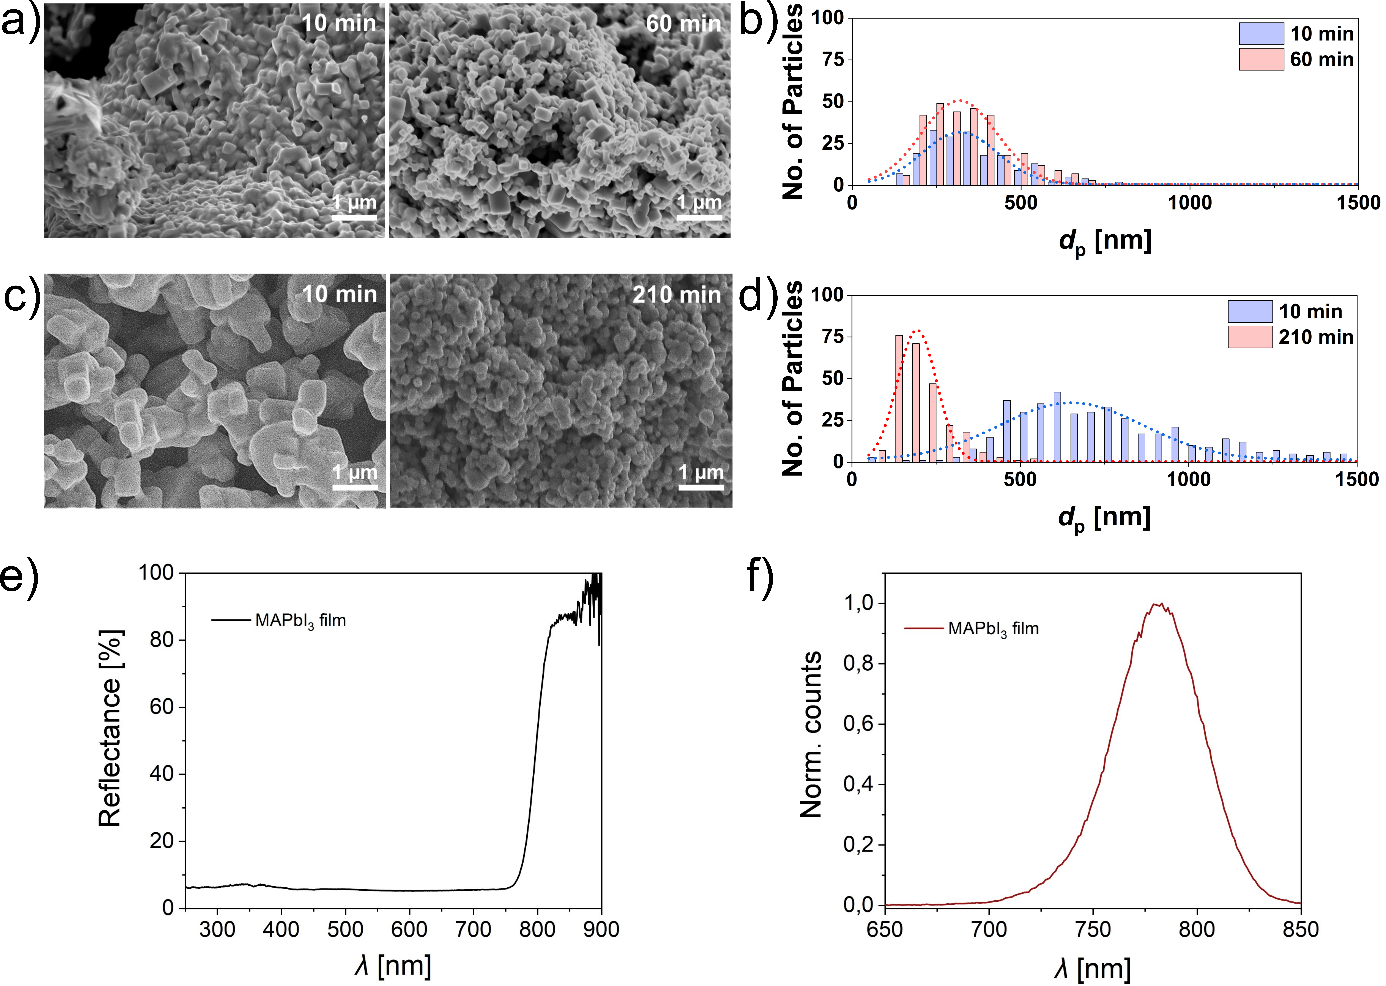 a)
10 min
1 µm
60 min
1 µm
b)
No. of Particles
100
75
50
25
0
10 min
60 min
0
500
1000
1500
dp [nm]
c)
10 min
1 µm
210 min
1 µm
d)
No. of Particles
100
75
50
25
0
10 min
210 min
0
500
1000
1500
dp [nm]
e)
Reflectance [%]
100
80
60
40
20
0
MAPbI3 film
300
400
500
600
700
800
900
λ [nm]
f)
Norm. counts
1,0
0,8
0,6
0,4
0,2
0,0
MAPbI3 film
650
700
750
800
850
λ [nm]